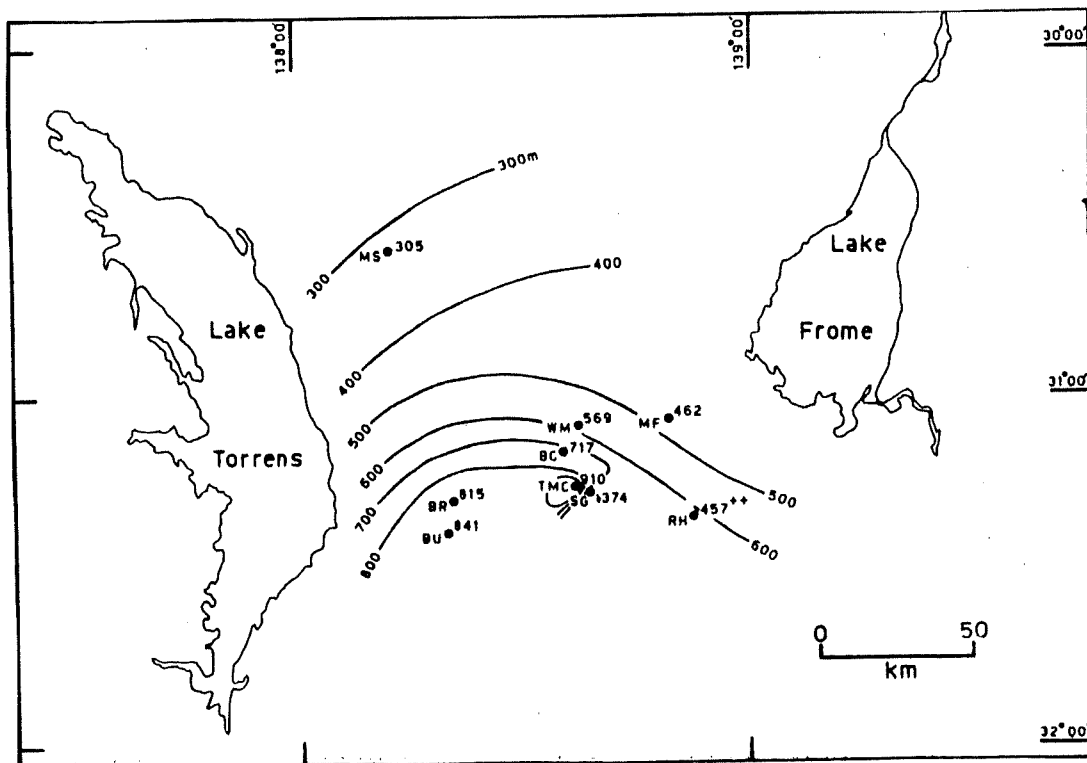 138°00'
139°00'
30°00'
300m
MS 305
300
Lake
Frome
400
400
Lake
Torrens
31°00'
500
WM 569
MF 462
600
BC 717
700
TMC 910
SG 374
BR 815
BU 841
800
RH 457++
500
600
0 50
km
32°00'